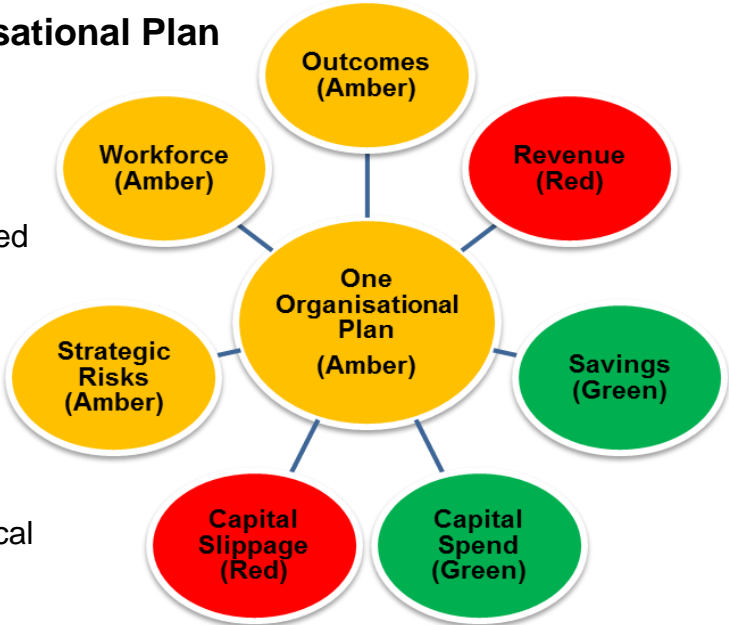 sational Plan
Outcomes
(Amber)
Workforce
(Amber)
Revenue
(Red)
ed
One
Organisational
Plan
(Amber)
Strategic
Risks
(Amber)
Savings
(Green)
Capital
Slippage
(Red)
Capital
Spend
(Green)
cal